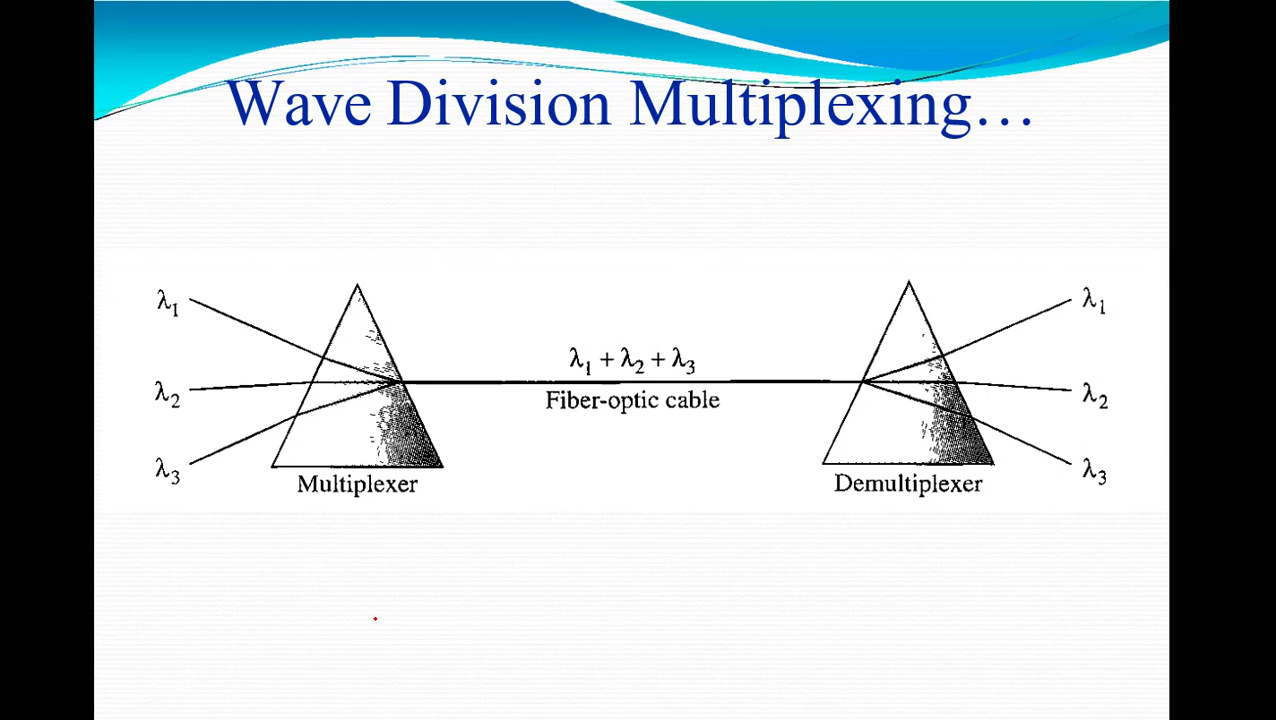 Wave Division Multiplexing…
λ1
λ2
λ3
Multiplexer
λ1 + λ2 + λ3
Fiber-optic cable
λ1
λ2
λ3
Demultiplexer